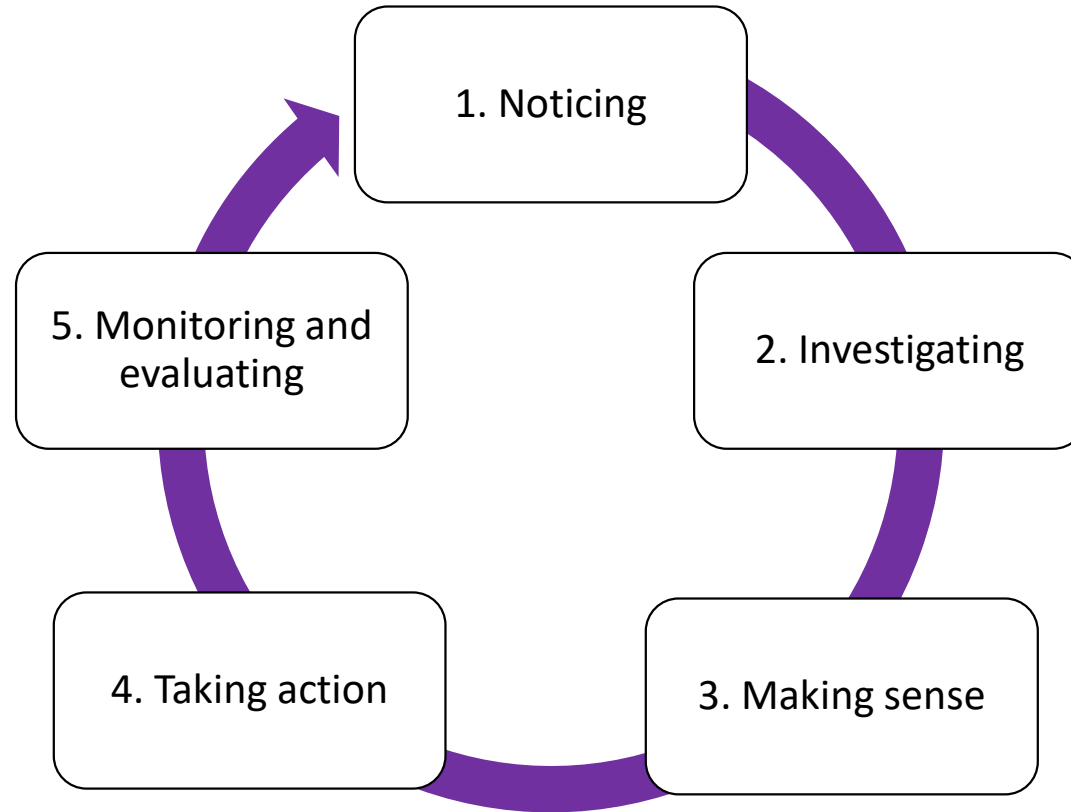 1. Noticing
2. Investigating
3. Making sense
4. Taking action
5. Monitoring and
evaluating